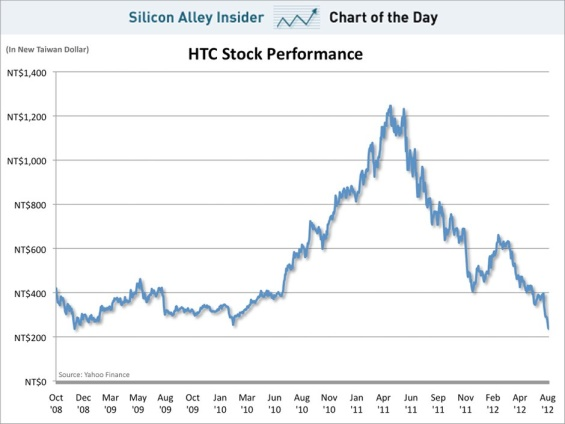 Silicon Alley Insider Chart of the Day
(In New Taiwan Dollar)
HTC Stock Performance
NT$1,400
NT$1,200
NT$1,000
NT$800
NT$600
NT$400
NT$200
Source: Yahoo Finance
NT$0
Oct Dec Mar May Aug Oct Jan Mar Jun Aug Nov Jan Apr Jun Sep Nov Feb Apr Aug
'08 '08 '09 '09 '09 '09 '10 '10 '10 '10 '10 '11 '11 '11 '11 '11 '12 '12 '12